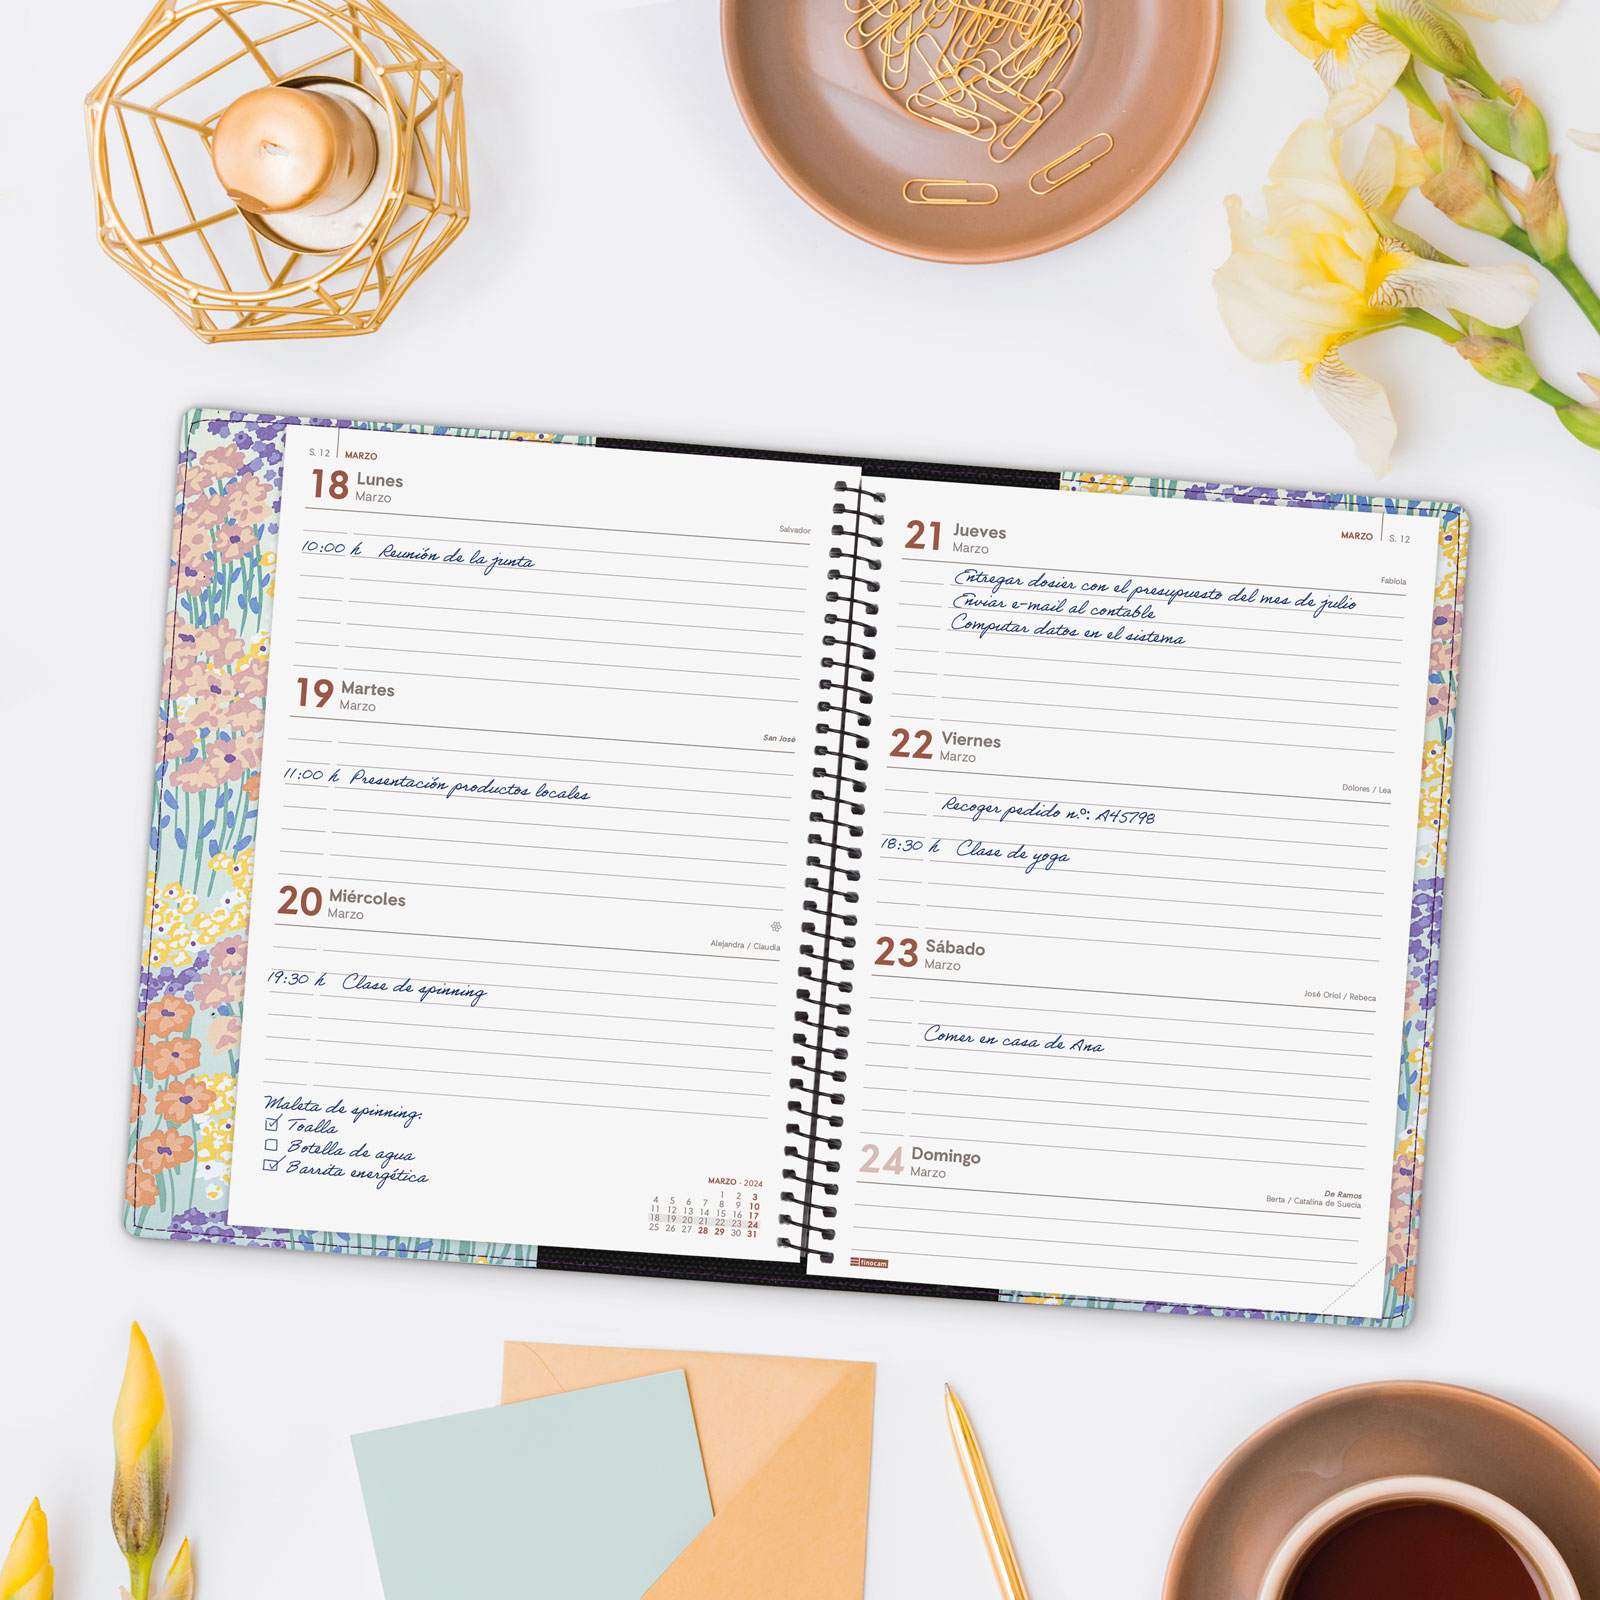 S. 12 MARZO
18 Lunes
Marzo
Salvador
10:00 h Reunión de la junta
19 Martes
Marzo
San José
11:00 h Presentación productos locales
20 Miércoles
Marzo
Alejandra / Claudia
19:30 h Clase de spinning
Maleta de spinning:
Toalla
Botella de agua
Barrita energética
MARZO · 2024
1 2 3
4 5 6 7 8 9 10
11 12 13 14 15 16 17
18 19 20 21 22 23 24
25 26 27 28 29 30 31
MARZO S. 12
21 Jueves
Marzo
Fabiola
Entregar dosier con el presupuesto del mes de julio
Enviar e-mail al contable
Computar datos en el sistema
22 Viernes
Marzo
Dolores / Lea
Recoger pedido n.º: A45798
18:30 h Clase de yoga
23 Sábado
Marzo
José Oriol / Rebeca
Comer en casa de Ana
24 Domingo
Marzo
De Ramos
Berta / Catalina de Suecia
finocam